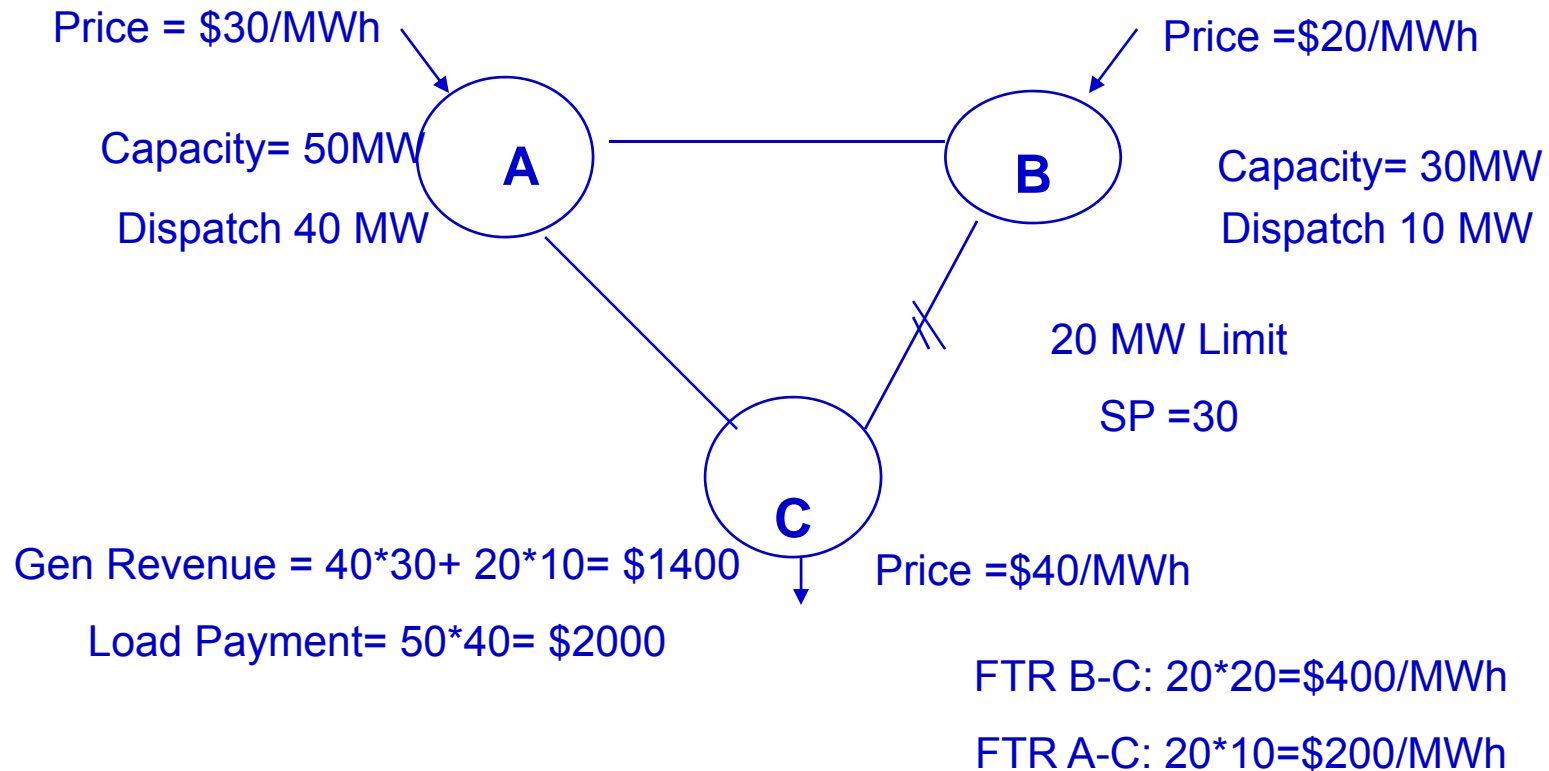 Price = $30/MWh
Price =$20/MWh
Capacity= 50MW
A
B
Capacity= 30MW
Dispatch 40 MW
Dispatch 10 MW
20 MW Limit
SP =30
C
Gen Revenue = 40*30+ 20*10= $1400
Price =$40/MWh
Load Payment= 50*40= $2000
FTR B-C: 20*20=$400/MWh
FTR A-C: 20*10=$200/MWh